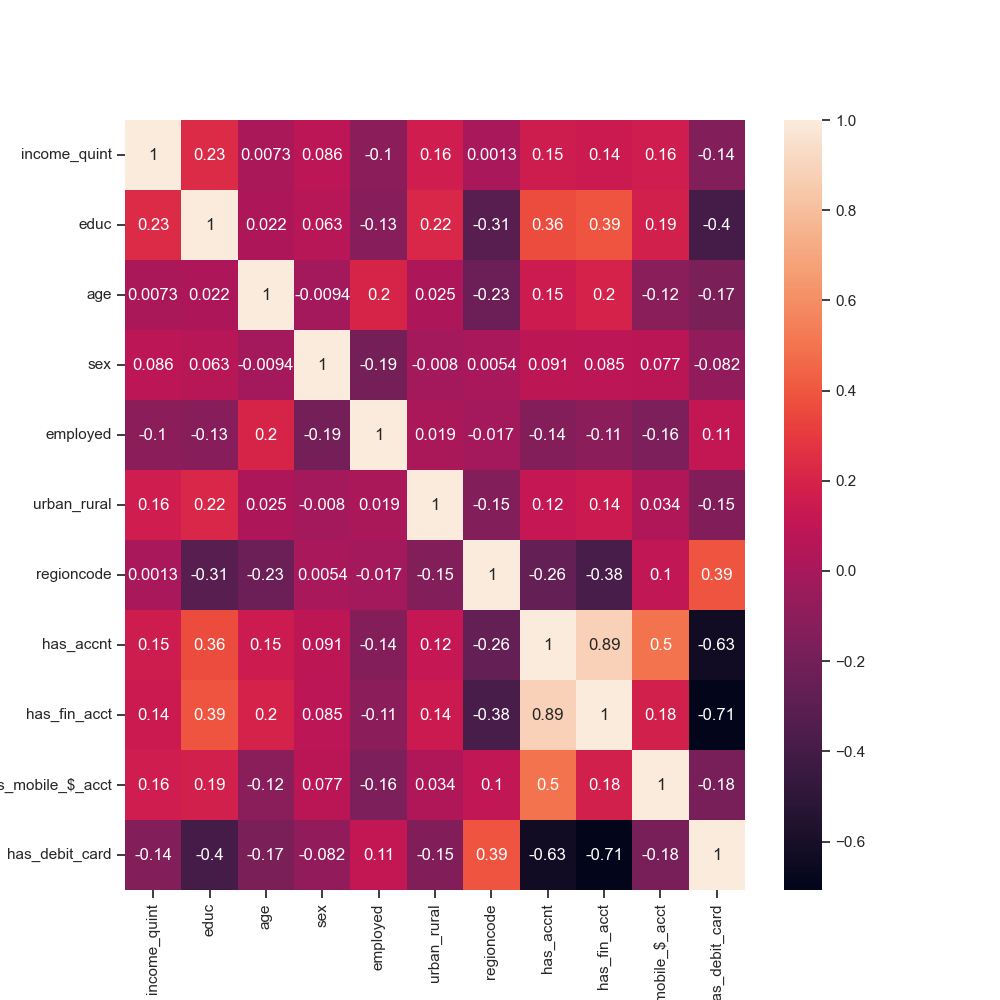 income_quint 1 0.23 0.0073 0.086 -0.1 0.16 0.0013 0.15 0.14 0.16 -0.14
educ 0.23 1 0.022 0.063 -0.13 0.22 -0.31 0.36 0.39 0.19 -0.4
age 0.0073 0.022 1 -0.0094 0.2 0.025 -0.23 0.15 0.2 -0.12 -0.17
sex 0.086 0.063 -0.0094 1 -0.19 -0.008 0.0054 0.091 0.085 0.077 -0.082
employed -0.1 -0.13 0.2 -0.19 1 0.019 -0.017 -0.14 -0.11 -0.16 0.11
urban_rural 0.16 0.22 0.025 -0.008 0.019 1 -0.15 0.12 0.14 0.034 -0.15
regioncode 0.0013 -0.31 -0.23 0.0054 -0.017 -0.15 1 -0.26 -0.38 0.1 0.39
has_accnt 0.15 0.36 0.15 0.091 -0.14 0.12 -0.26 1 0.89 0.5 -0.63
has_fin_acct 0.14 0.39 0.2 0.085 -0.11 0.14 -0.38 0.89 1 0.18 -0.71
s_mobile_$_acct 0.16 0.19 -0.12 0.077 -0.16 0.034 0.1 0.5 0.18 1 -0.18
has_debit_card -0.14 -0.4 -0.17 -0.082 0.11 -0.15 0.39 -0.63 -0.71 -0.18 1
income_quint
educ
age
sex
employed
urban_rural
regioncode
has_accnt
has_fin_acct
mobile_$_acct
as_debit_card
1.0
0.8
0.6
0.4
0.2
0.0
−0.2
−0.4
−0.6